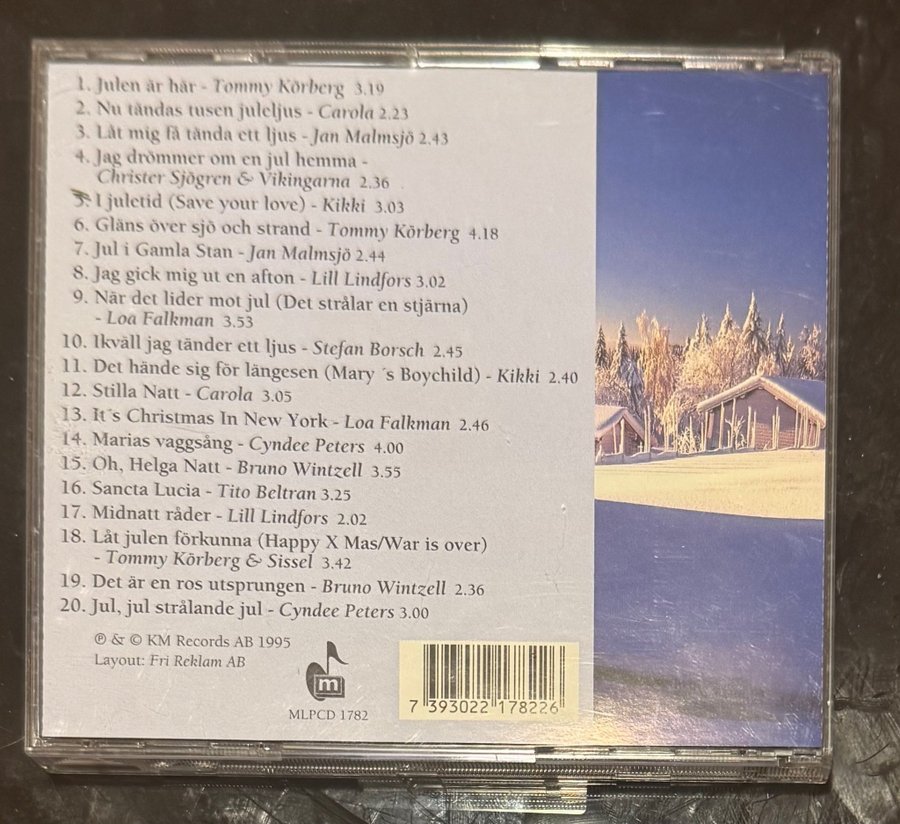 1. Julen är här - Tommy Körberg 3.19
2. Nu tändas tusen juleljus - Carola 2.23
3. Låt mig få tända ett ljus - Jan Malmsjö 2.43
4. Jag drömmer om en jul hemma -
Christer Sjögren & Vikingarna 2.36
5. I juletid (Save your love) - Kikki 3.03
6. Gläns över sjö och strand - Tommy Körberg 4.18
7. Jul i Gamla Stan - Jan Malmsjö 2.44
8. Jag gick mig ut en afton - Lill Lindfors 3.02
9. När det lider mot jul (Det strålar en stjärna)
- Loa Falkman 3.53
10. Ikväll jag tänder ett ljus - Stefan Borsch 2.45
11. Det hände sig för längesen (Mary ´s Boychild) - Kikki 2.40
12. Stilla Natt - Carola 3.05
13. It´s Christmas In New York - Loa Falkman 2.46
14. Marias vaggsång - Cyndee Peters 4.00
15. Oh, Helga Natt - Bruno Wintzell 3.55
16. Sancta Lucia - Tito Beltran 3.25
17. Midnatt råder - Lill Lindfors 2.02
18. Låt julen förkunna (Happy X Mas/War is over)
- Tommy Körberg & Sissel 3.42
19. Det är en ros utsprungen - Bruno Wintzell 2.36
20. Jul, jul strålande jul - Cyndee Peters 3.00
℗ & © KM Records AB 1995
Layout: Fri Reklam AB
m
MLPCD 1782
7 393022 178226